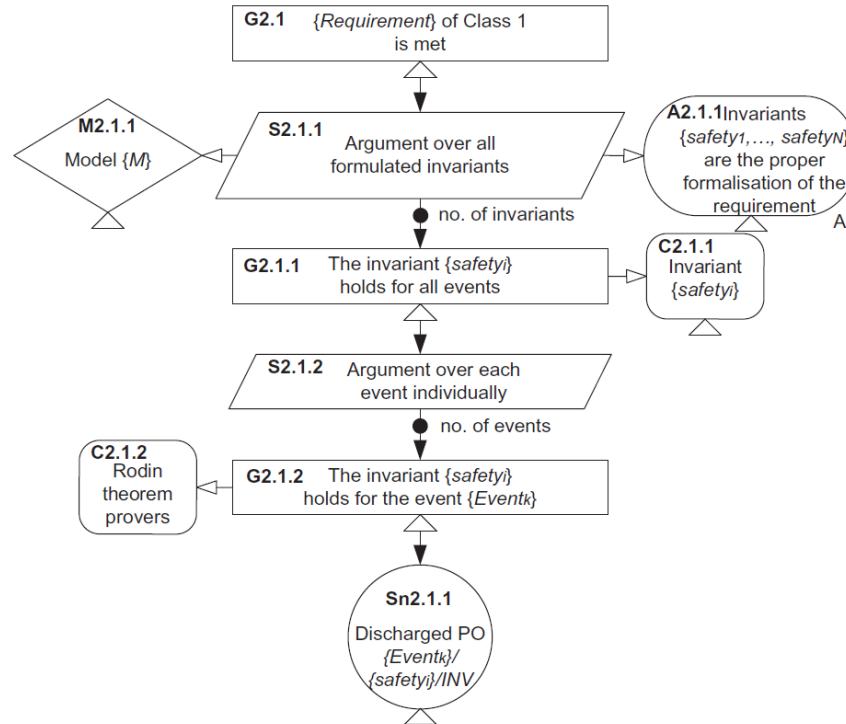 G2.1 {Requirement} of Class 1
is met
M2.1.1
Model {M}
S2.1.1
Argument over all
formulated invariants
A2.1.1 Invariants
{safety1,…, safetyN}
are the proper
formalisation of the
requirement
A
no. of invariants
G2.1.1 The invariant {safetyi}
holds for all events
C2.1.1
Invariant
{safetyi}
S2.1.2 Argument over each
event individually
no. of events
C2.1.2
Rodin
theorem
provers
G2.1.2 The invariant {safetyi}
holds for the event {Eventk}
Sn2.1.1
Discharged PO
{Eventk}/
{safetyi}/INV